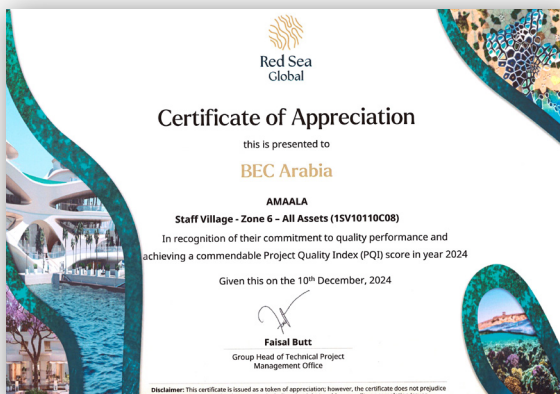 Red Sea
Global
Certificate of Appreciation
this is presented to
BEC Arabia
AMAALA
Staff Village - Zone 6 – All Assets (1SV10110C08)
In recognition of their commitment to quality performance and
achieving a commendable Project Quality Index (PQI) score in year 2024
Given this on the 10th December, 2024
Faisal Butt
Group Head of Technical Project
Management Office
Disclaimer: This certificate is issued as a token of appreciation; however, the certificate does not prejudice